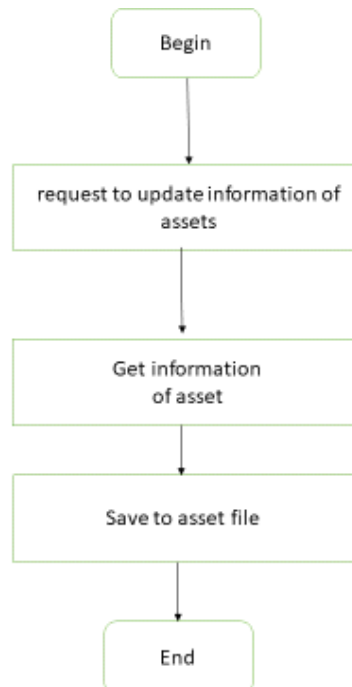 Begin
request to update information of
assets
Get information
of asset
Save to asset file
End